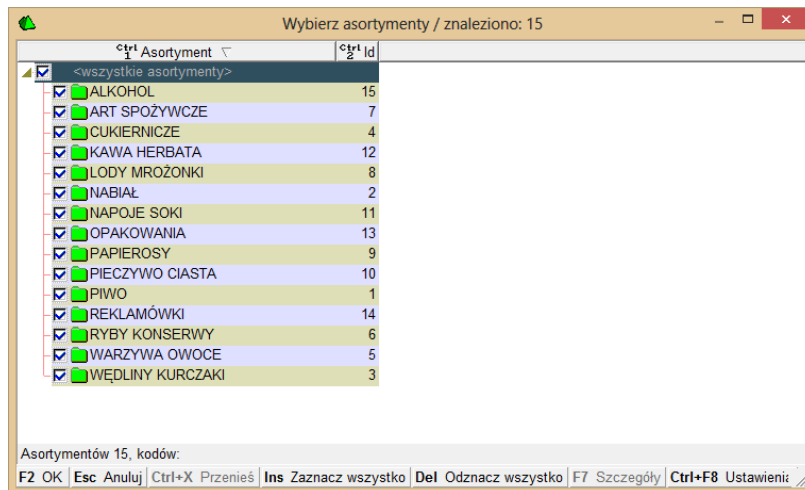 Wybierz asortymenty / znaleziono: 15
Ctrl 1 Asortyment Ctrl 2 Id
<wszystkie asortymenty>
ALKOHOL 15
ART SPOŻYWCZE 7
CUKIERNICZE 4
KAWA HERBATA 12
LODY MROŻONKI 8
NABIAŁ 2
NAPOJE SOKI 11
OPAKOWANIA 13
PAPIEROSY 9
PIECZYWO CIASTA 10
PIWO 1
REKLAMÓWKI 14
RYBY KONSERWY 6
WARZYWA OWOCE 5
WĘDLINY KURCZAKI 3
Asortymentów 15, kodów:
F2 OK Esc Anuluj Ctrl+X Przenieś Ins Zaznacz wszystko Del Odznacz wszystko F7 Szczegóły Ctrl+F8 Ustawienia